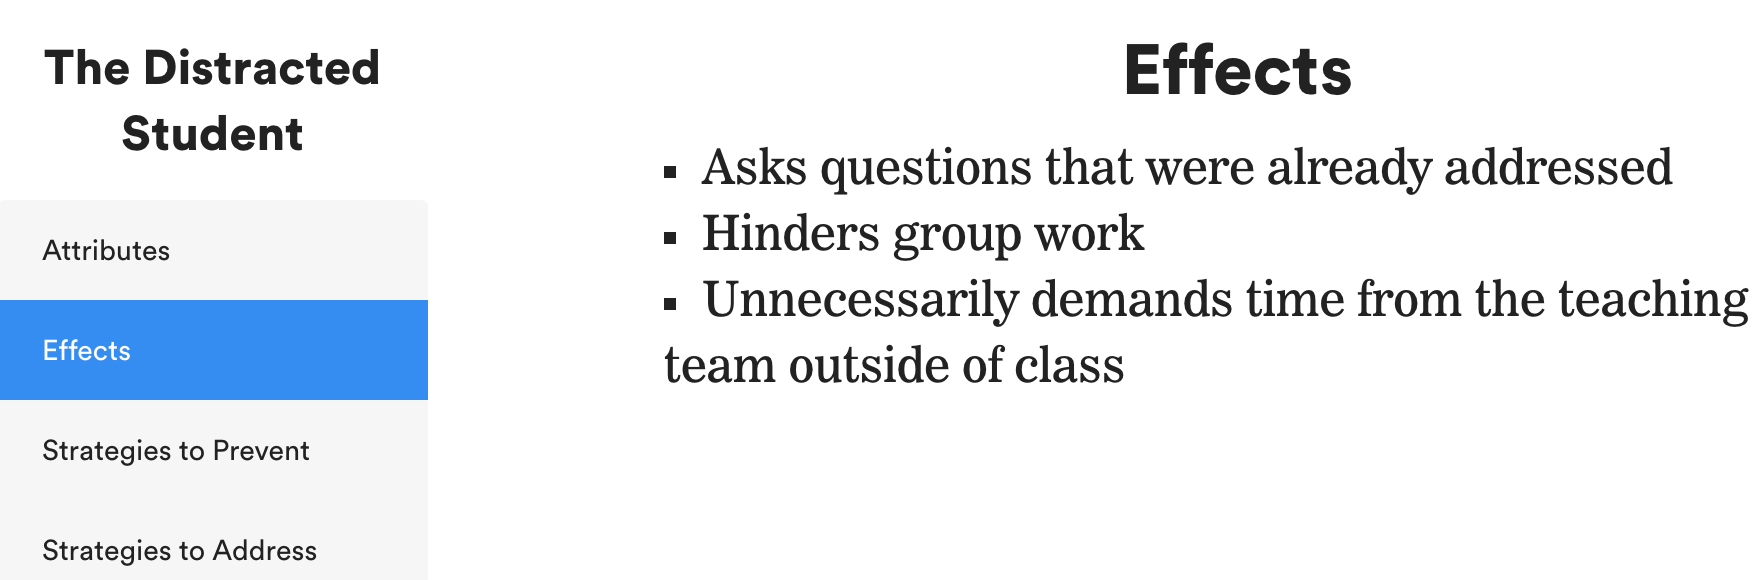 The Distracted
Student
Attributes
Effects
Strategies to Prevent
Strategies to Address
Effects
▪ Asks questions that were already addressed
▪ Hinders group work
▪ Unnecessarily demands time from the teaching
team outside of class